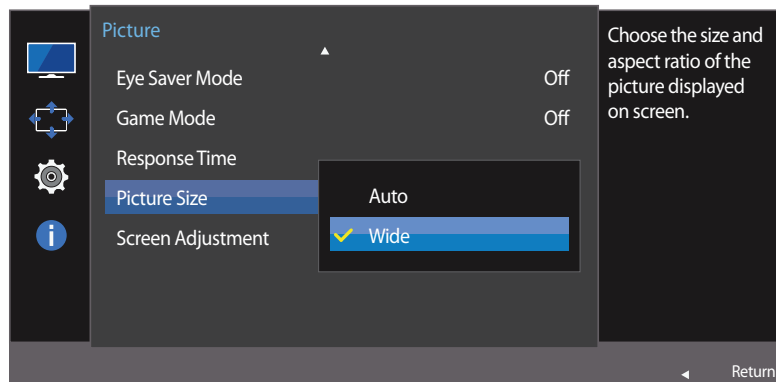 Picture
Eye Saver Mode Off
Game Mode Off
Response Time
Picture Size
Auto
Screen Adjustment
Wide
Choose the size and
aspect ratio of the
picture displayed
on screen.
Return